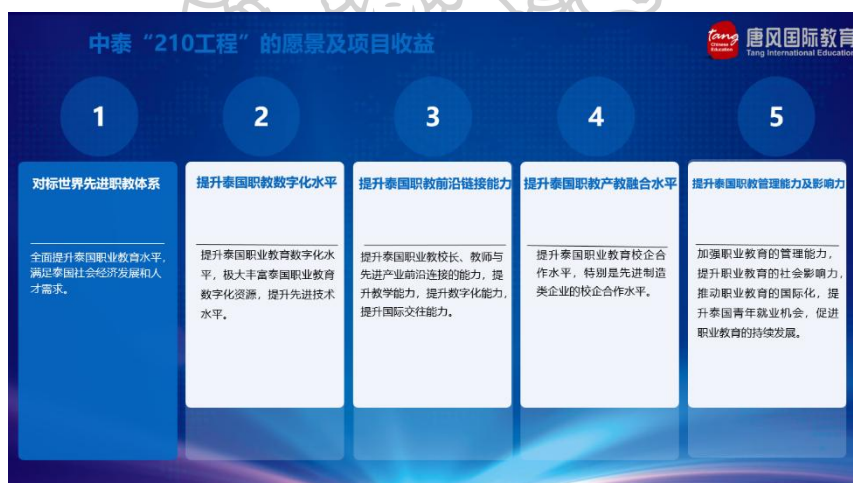 中泰“210工程”的愿景及项目收益
tang
Chinese
Education
唐风国际教育
Tang International Education
1
2
3
4
5
对标世界先进职教体系
全面提升泰国职业教育水平，
满足泰国社会经济发展和人
才需求。
提升泰国职教数字化水平
提升泰国职业教育数字化水
平，极大丰富泰国职业教育
数字化资源，提升先进技术
水平。
提升泰国职教前沿链接能力
提升泰国职业教校长、教师与
先进产业前沿连接的能力，提
升教学能力，提升数字化能力，
提升国际交往能力。
提升泰国职教产教融合水平
提升泰国职业教育校企合
作水平，特别是先进制造
类企业的校企合作水平。
提升泰国职教管理能力及影响力
加强职业教育的管理能力，
提升职业教育的社会影响力，
推动职业教育的国际化，提
升泰国青年就业机会，促进
职业教育的持续发展。